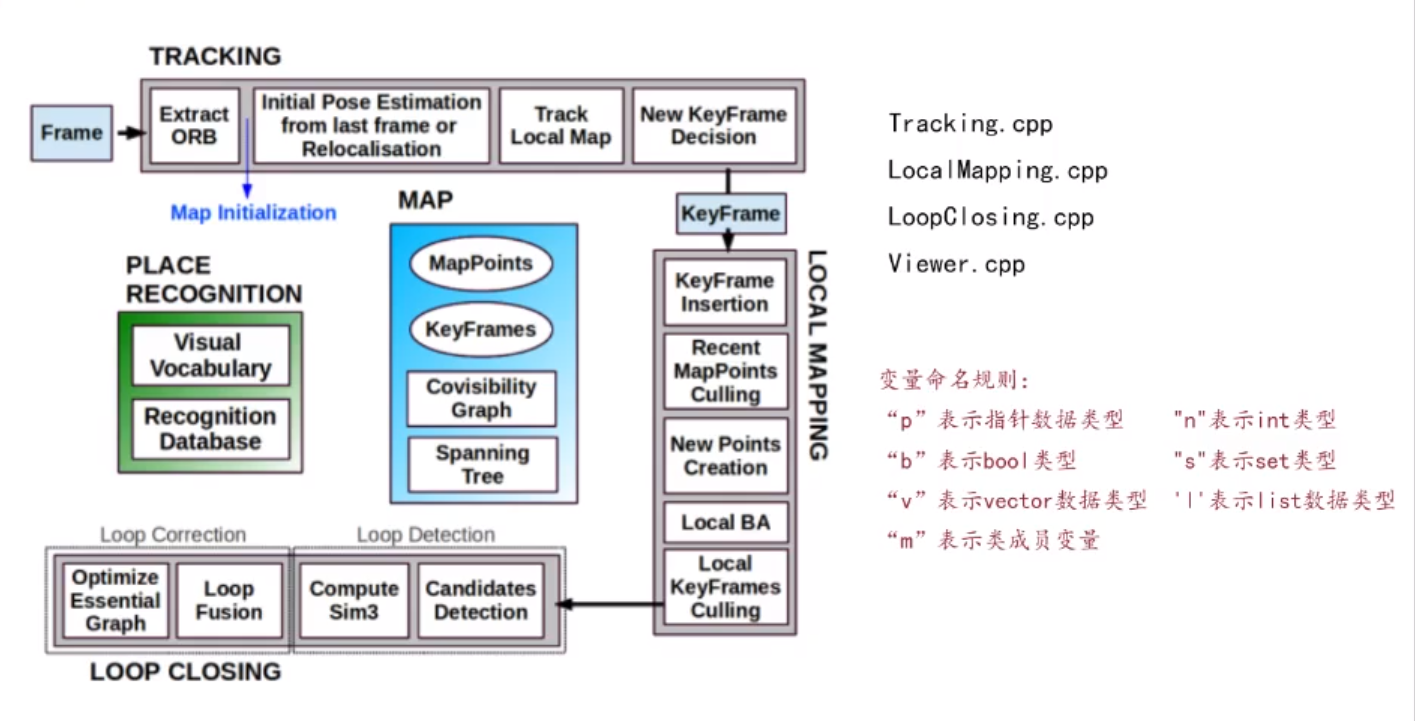 TRACKING
Frame
Extract
ORB
Initial Pose Estimation
from last frame or
Relocalisation
Track
Local Map
New KeyFrame
Decision
Map Initialization
MAP
KeyFrame
PLACE
RECOGNITION
Visual
Vocabulary
Recognition
Database
MapPoints
KeyFrames
Covisibility
Graph
Spanning
Tree
LOCAL MAPPING
KeyFrame
Insertion
Recent
MapPoints
Culling
New Points
Creation
Local BA
Local
KeyFrames
Culling
Loop Correction
Loop Detection
Optimize
Essential
Graph
Loop
Fusion
Compute
Sim3
Candidates
Detection
LOOP CLOSING
Tracking.cpp
LocalMapping.cpp
LoopClosing.cpp
Viewer.cpp
变量命名规则:
“p”表示指针数据类型 "n"表示int类型
“b”表示bool类型 "s"表示set类型
“v”表示vector数据类型 'l'表示list数据类型
“m”表示类成员变量